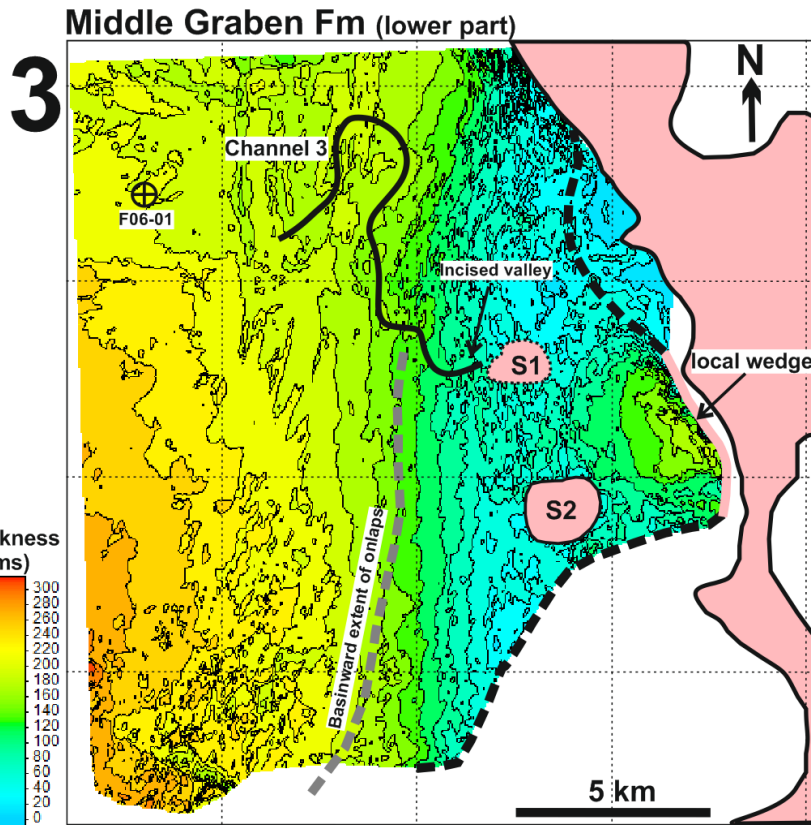 Middle Graben Fm (lower part)
3
N
Channel 3
F06-01
Incised valley
S1
local wedge
S2
Basinward extent of onlaps
kness
ms)
300
280
260
240
220
200
180
160
140
120
100
80
60
40
20
0
5 km